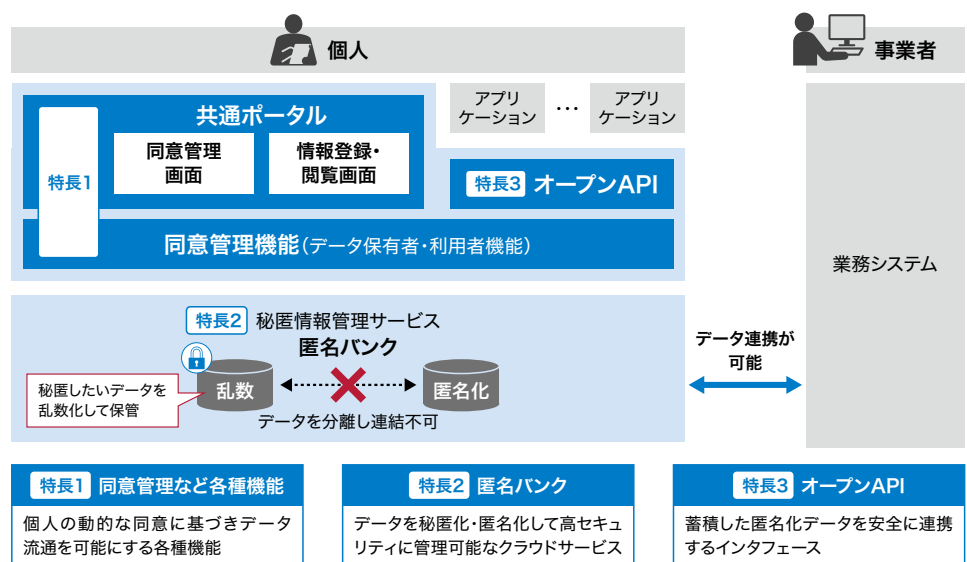 個人
事業者
共通ポータル
アプリ
ケーション
…
アプリ
ケーション
特長1
同意管理
画面
情報登録・
閲覧画面
特長3 オープンAPI
同意管理機能(データ保有者・利用者機能)
業務システム
特長2 秘匿情報管理サービス
匿名バンク
データ連携が
可能
秘匿したいデータを
乱数化して保管
乱数
匿名化
データを分離し連結不可
特長1 同意管理など各種機能
個人の動的な同意に基づきデータ
流通を可能にする各種機能
特長2 匿名バンク
データを秘匿化・匿名化して高セキュ
リティに管理可能なクラウドサービス
特長3 オープンAPI
蓄積した匿名化データを安全に連携
するインタフェース